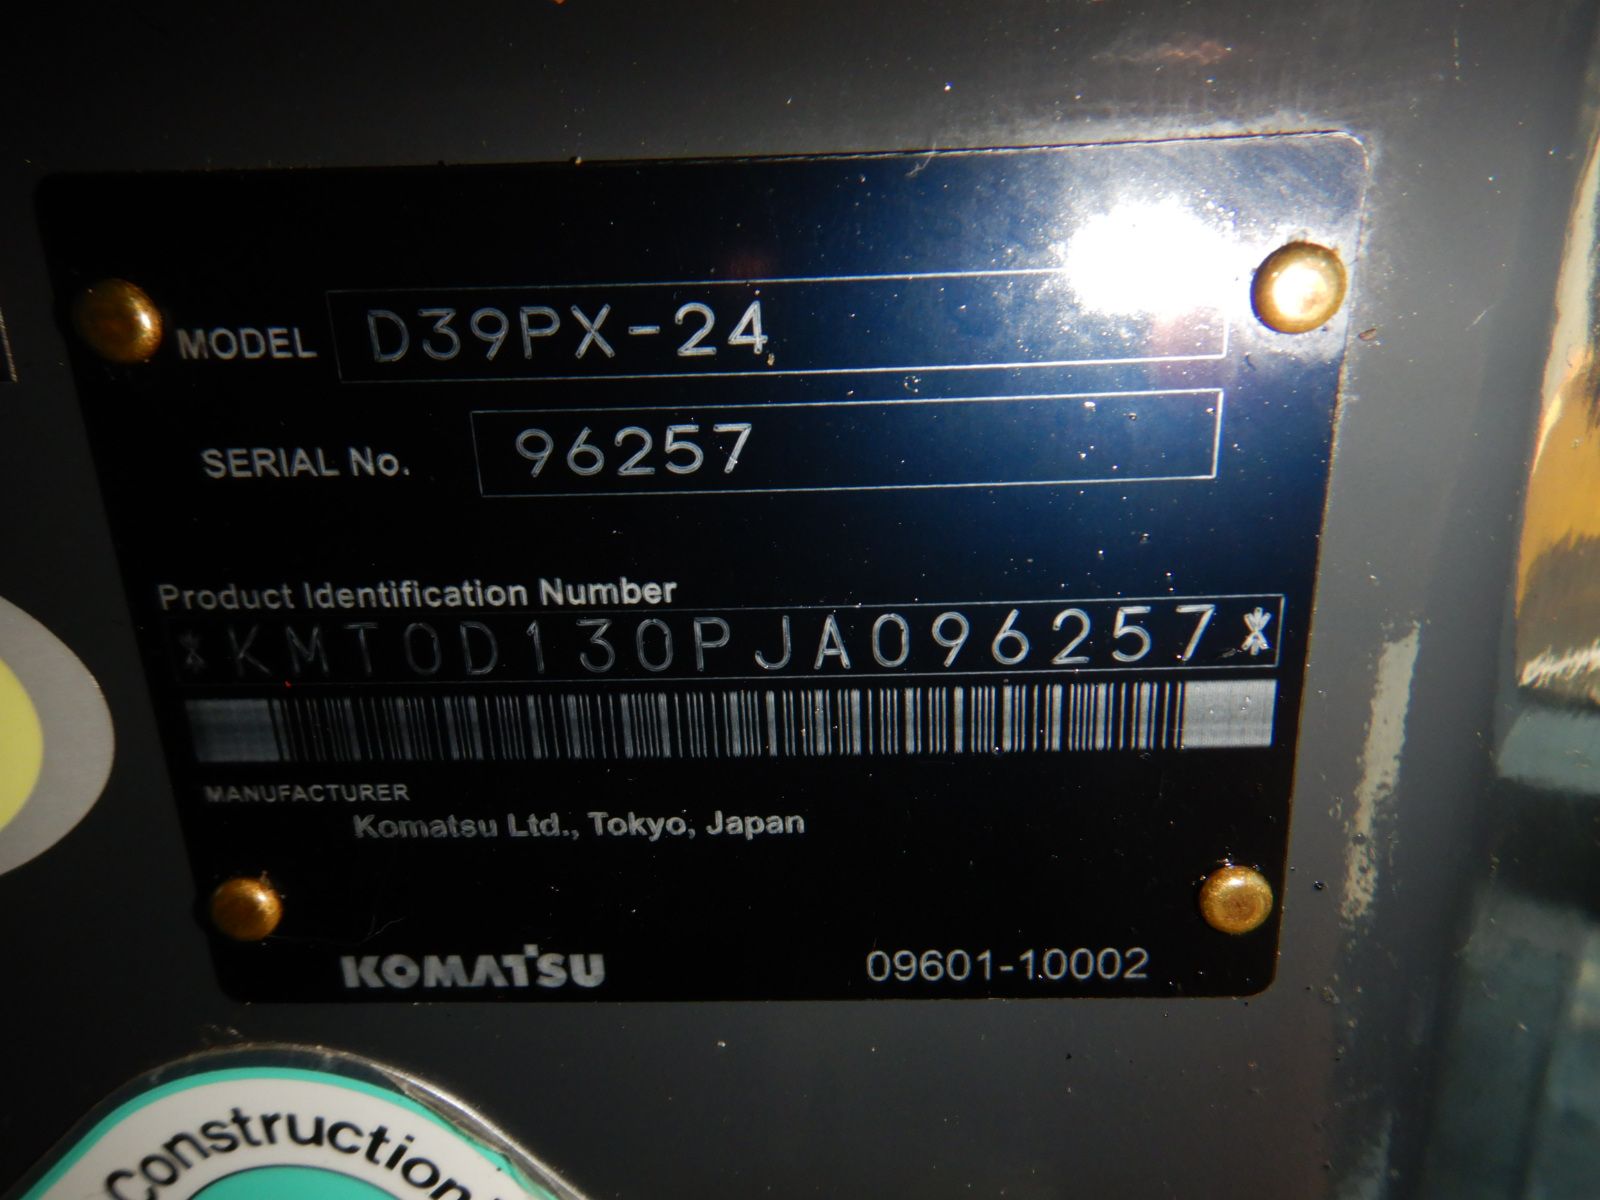 MODEL D39PX-24
SERIAL No. 96257
Product Identification Number
*KMT0D130PJA096257*
MANUFACTURER
Komatsu Ltd., Tokyo, Japan
KOMATSU 09601-10002
Construction